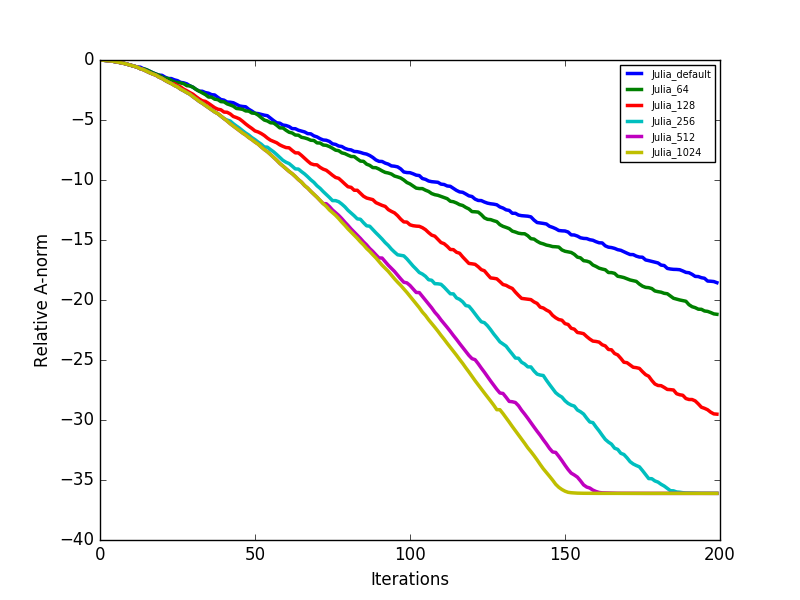 0
−5
−10
−15
−20
−25
−30
−35
−40
Relative A-norm
Julia_default
Julia_64
Julia_128
Julia_256
Julia_512
Julia_1024
0 50 100 150 200
Iterations